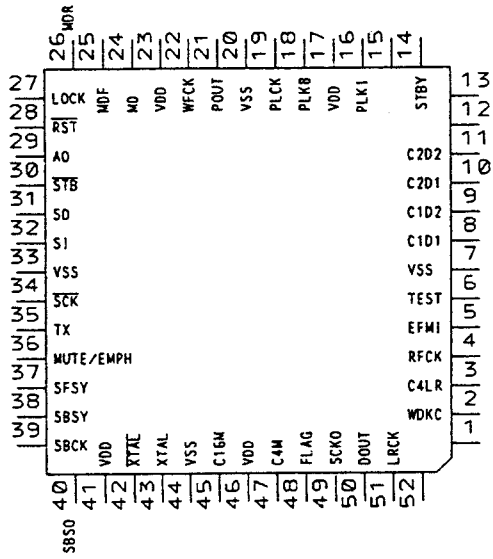 26 25 24 23 22 21 20 19 18 17 16 15 14
MDR
MDF MO VDD WFCK POUT VSS PLCK PLK8 VDD PLK1 STBY
27 LOCK
28 RST
29 AO
30 STB
31 SO
32 SI
33 VSS
34 SCK
35 TX
36 MUTE/EMPH
37 SFSY
38 SBSY
39 SBCK
13
12
11 C2D2
10 C2D1
9 C1D2
8 C1D1
7 VSS
6 TEST
5 EFMI
4 RFCK
3 C4LR
2 WDKC
1
VDD XTAL XTAL VSS C16M VDD C4M FLAG SCKO DOUT LRCK
40 41 42 43 44 45 46 47 48 49 50 51 52
SBSO